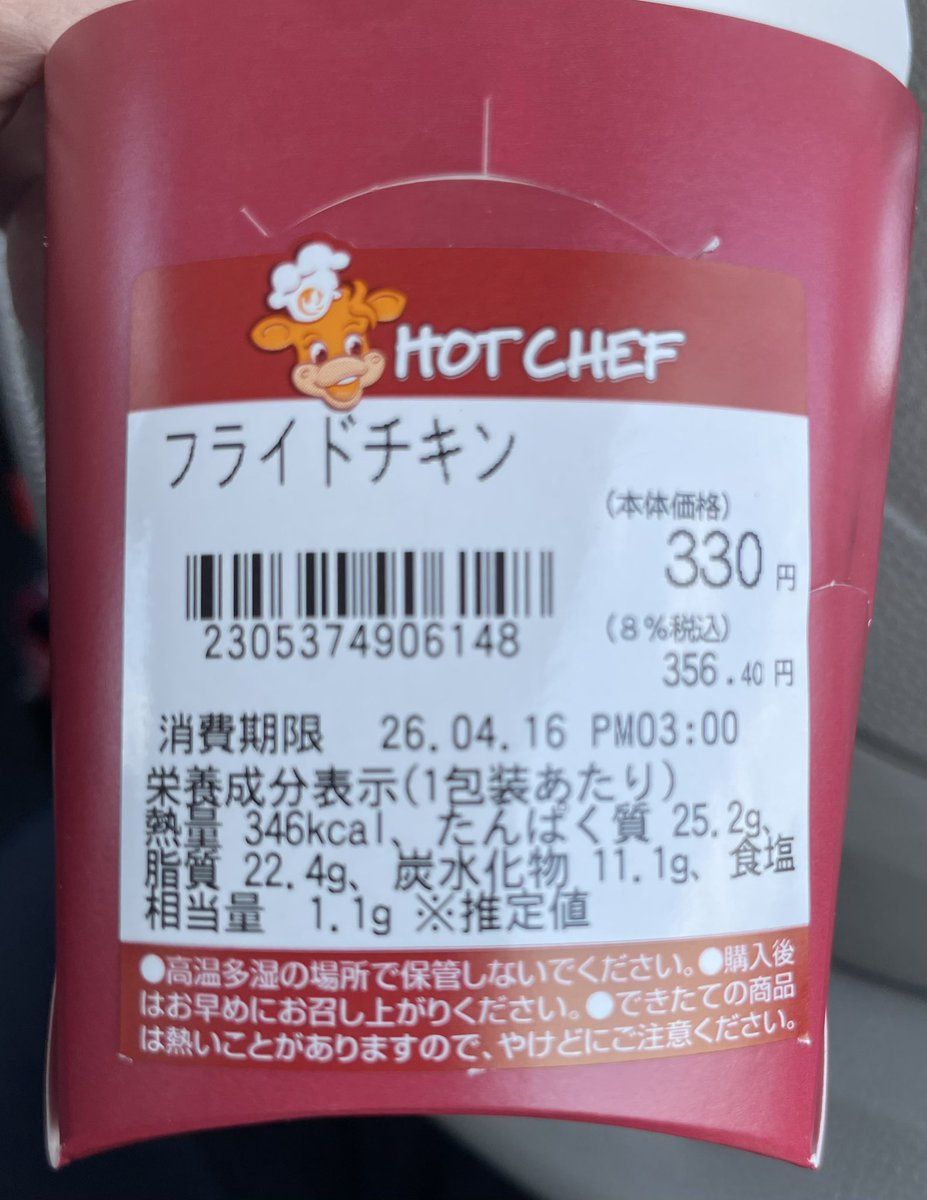 HOT CHEF
フライドチキン
(本体価格)
330 円
2305374906148
(8%税込)
356.40 円
消費期限 26.04.16 PM03:00
栄養成分表示(1包装あたり)
熱量 346kcal、たんぱく質 25.2g、
脂質 22.4g、炭水化物 11.1g、食塩
相当量 1.1g ※推定値
●高温多湿の場所で保管しないでください。●購入後
はお早めにお召し上がりください。●できたての商品
は熱いことがありますので、やけどにご注意ください。